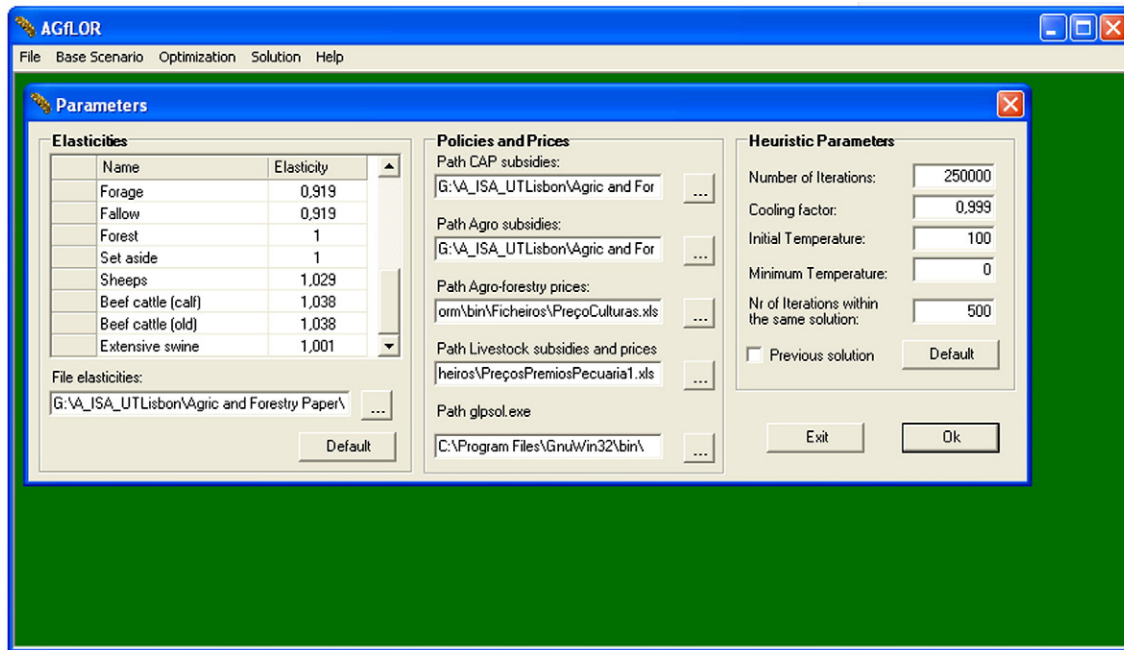 AGfLOR
File Base Scenario Optimization Solution Help
Parameters
Elasticities
Name Elasticity
Forage 0,919
Fallow 0,919
Forest 1
Set aside 1
Sheeps 1,029
Beef cattle (calf) 1,038
Beef cattle (old) 1,038
Extensive swine 1,001
File elasticities:
G:\A_ISA_UTLisbon\Agric and Forestry Paper\ ...
Default
Policies and Prices
Path CAP subsidies:
G:\A_ISA_UTLisbon\Agric and For ...
Path Agro subsidies:
G:\A_ISA_UTLisbon\Agric and For ...
Path Agro-forestry prices:
orm\bin\Ficheiros\PreçoCulturas.xls ...
Path Livestock subsidies and prices
heiros\PreçosPremiosPecuaria1.xls ...
Path glpsol.exe
C:\Program Files\GnuWin32\bin\ ...
Heuristic Parameters
Number of Iterations: 250000
Cooling factor: 0,999
Initial Temperature: 100
Minimum Temperature: 0
Nr of Iterations within
the same solution: 500
Previous solution Default
Exit Ok